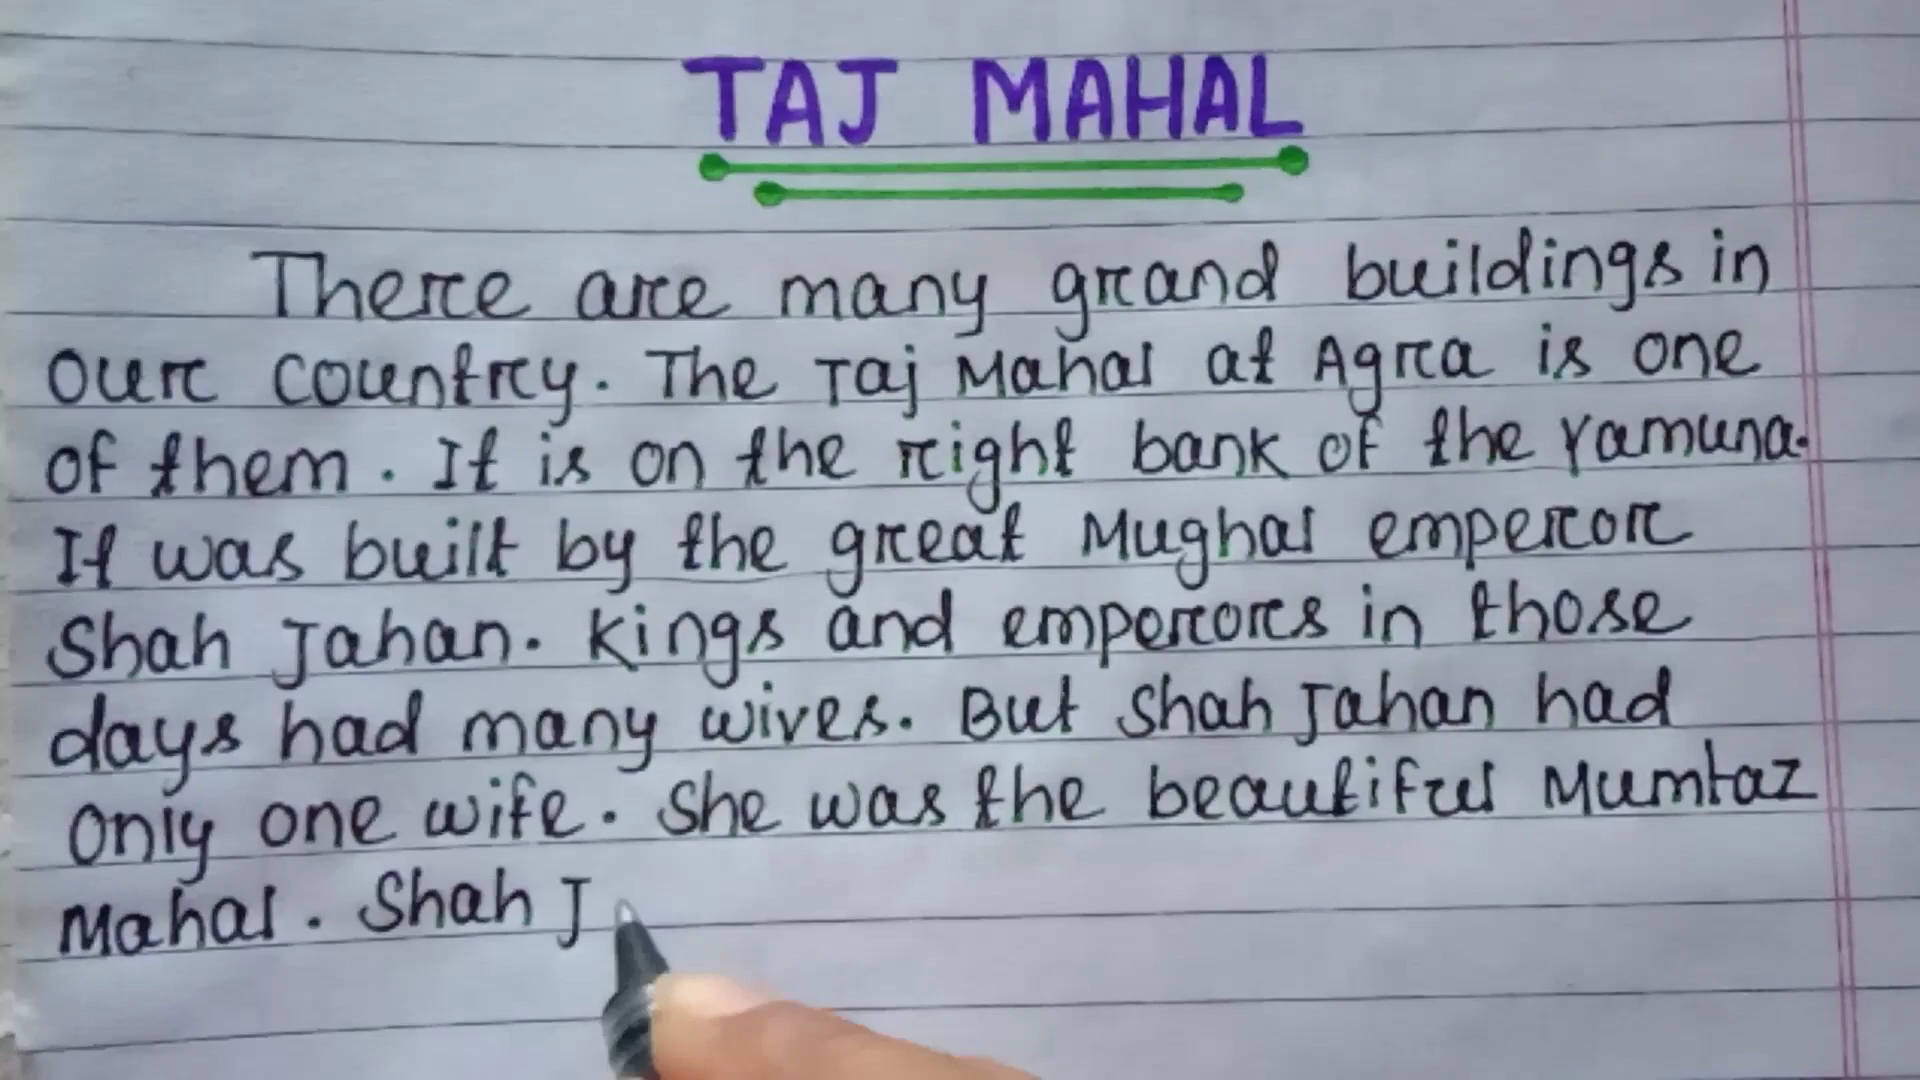 TAJ MAHAL
There are many grand buildings in
our country. The Taj Mahal at Agra is one
of them. It is on the right bank of the Yamuna.
It was built by the great Mughal emperor
Shah Jahan. Kings and emperors in those
days had many wives. But Shah Jahan had
only one wife. She was the beautiful Mumtaz
Mahal. Shah J